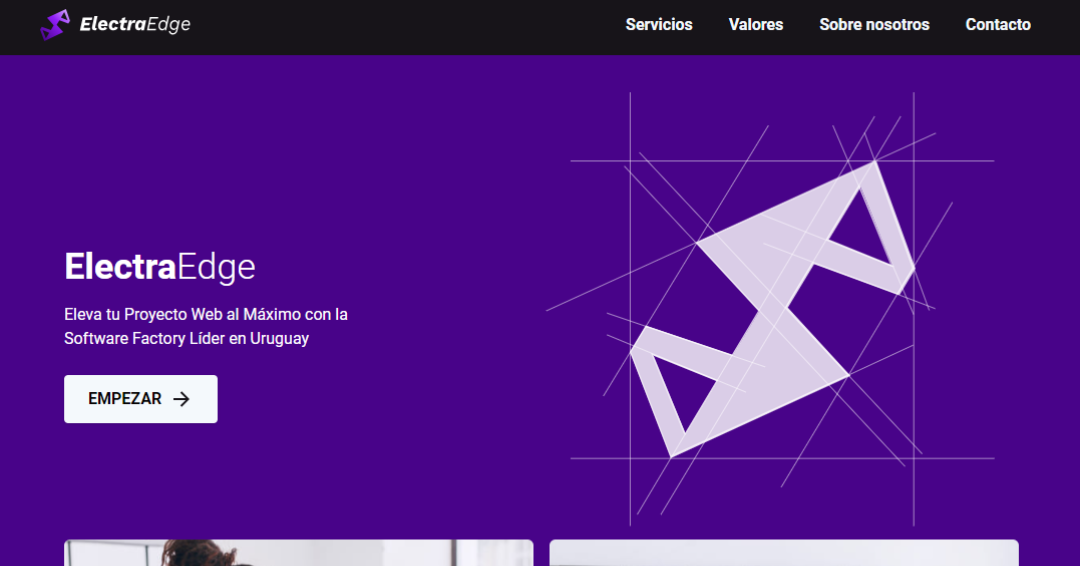 ElectraEdge
Servicios
Valores
Sobre nosotros
Contacto
ElectraEdge
Eleva tu Proyecto Web al Máximo con la
Software Factory Líder en Uruguay
EMPEZAR